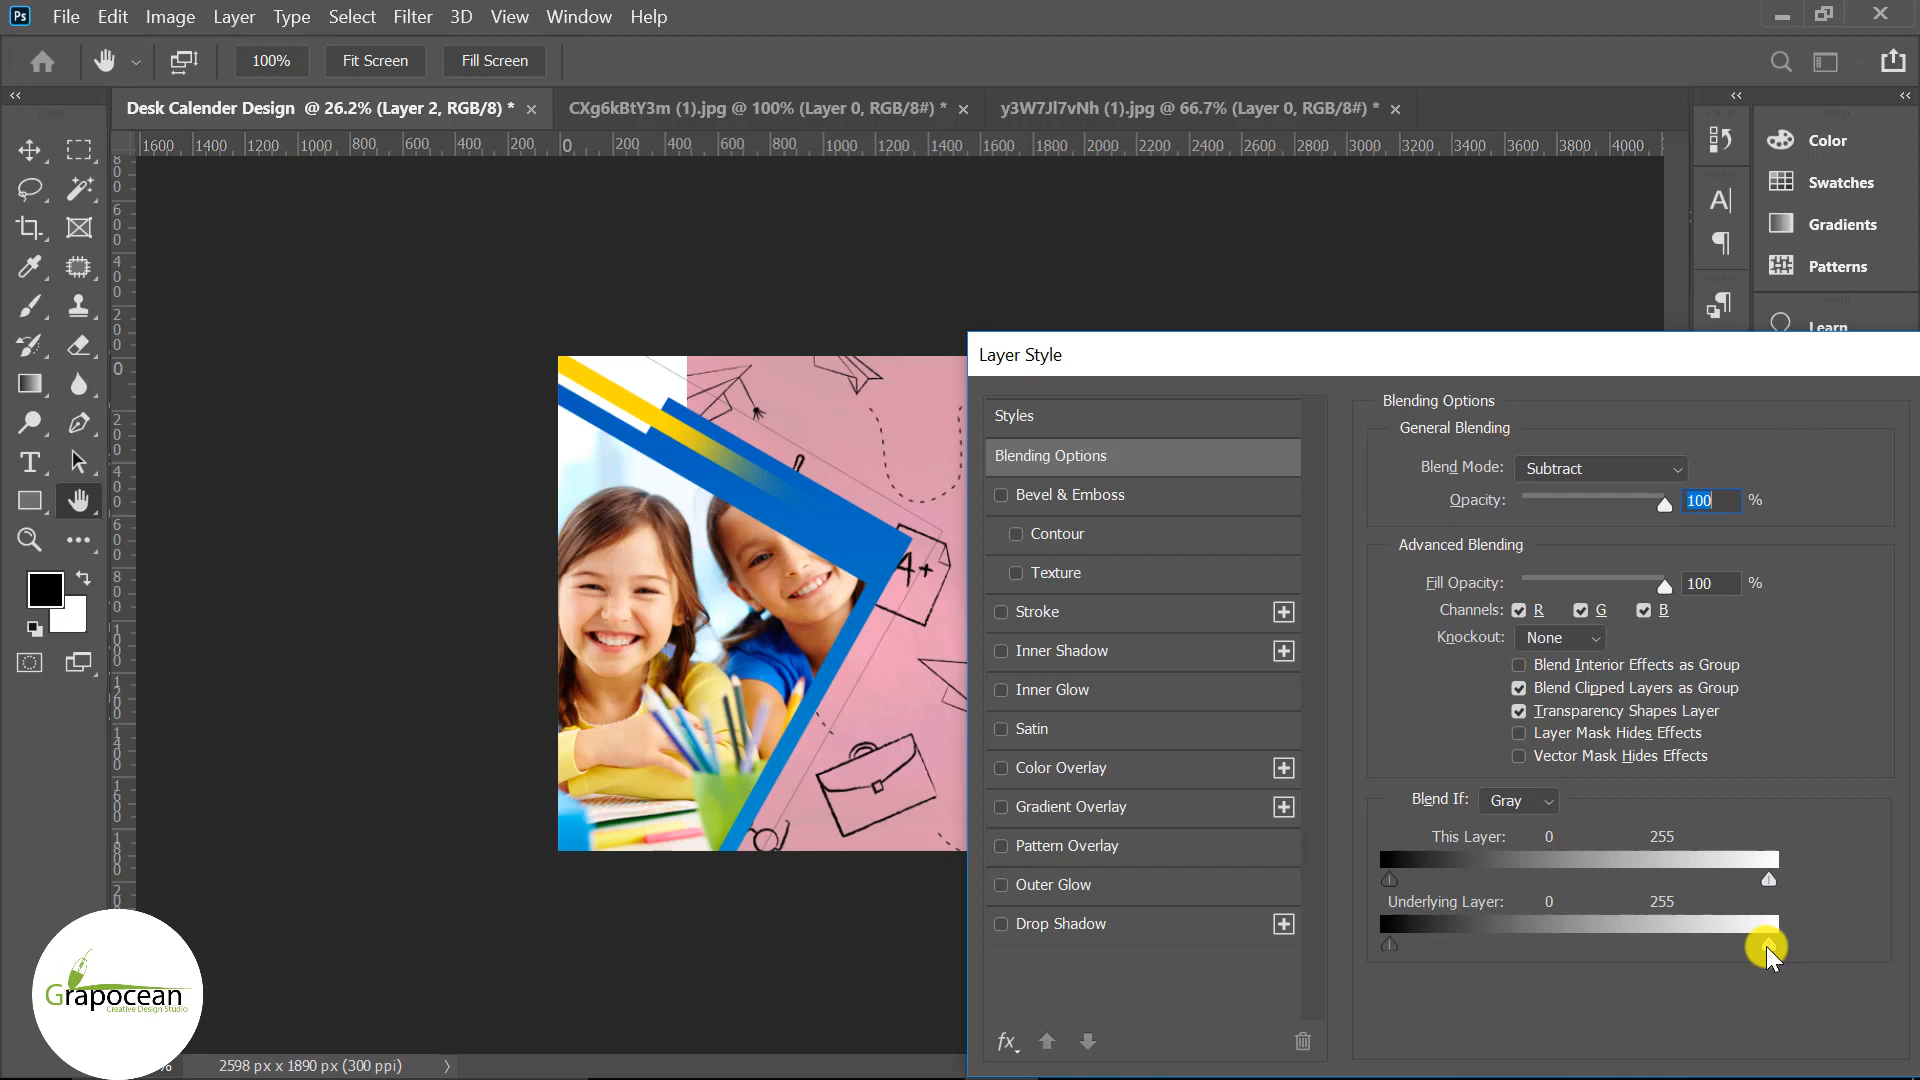 Ps File Edit Image Layer Type Select Filter 3D View Window Help
100% Fit Screen Fill Screen
Desk Calender Design @ 26.2% (Layer 2, RGB/8) * × CXg6kBtY3m (1).jpg @ 100% (Layer 0, RGB/8#) * × y3W7Jl7vNh (1).jpg @ 66.7% (Layer 0, RGB/8#) * ×
1600 1400 1200 1000 800 600 400 200 0 200 400 600 800 1000 1200 1400 1600 1800 2000 2200 2400 2600 2800 3000 3200 3400 3600 3800 4000
Color
Swatches
Gradients
Patterns
Learn
A+
Layer Style
Styles
Blending Options
Bevel & Emboss
Contour
Texture
Stroke
Inner Shadow
Inner Glow
Satin
Color Overlay
Gradient Overlay
Pattern Overlay
Outer Glow
Drop Shadow
fx
Blending Options
General Blending
Blend Mode: Subtract
Opacity: 100 %
Advanced Blending
Fill Opacity: 100 %
Channels: R G B
Knockout: None
Blend Interior Effects as Group
Blend Clipped Layers as Group
Transparency Shapes Layer
Layer Mask Hides Effects
Vector Mask Hides Effects
Blend If: Gray
This Layer: 0 255
Underlying Layer: 0 255
Grapocean
Creative Design Studio
% 2598 px x 1890 px (300 ppi)